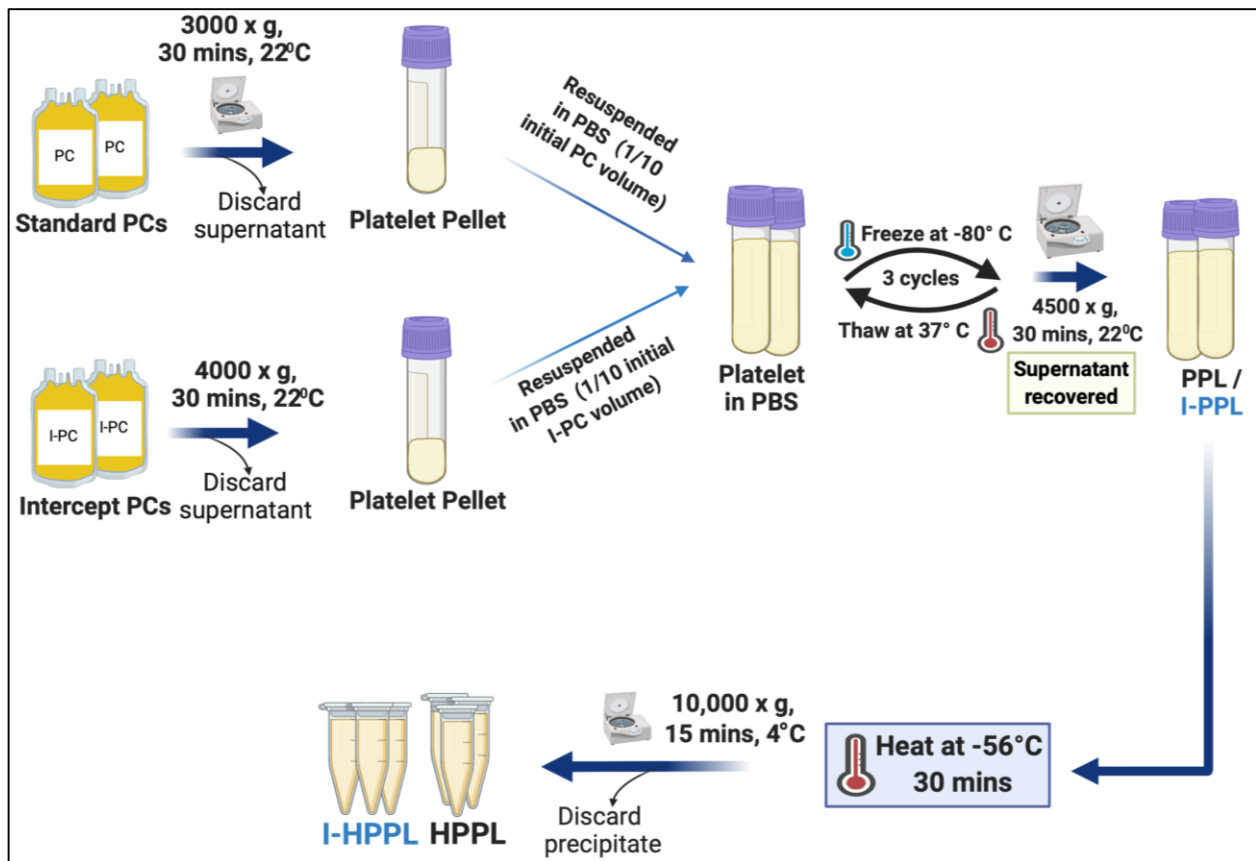 3000 x g,
30 mins, 22⁰C
PC
PC
Standard PCs
Discard
supernatant
Platelet Pellet
Resuspended
in PBS (1/10
initial PC volume)
4000 x g,
30 mins, 22⁰C
I-PC
I-PC
Intercept PCs
Discard
supernatant
Platelet Pellet
Resuspended
in PBS (1/10 initial
I-PC volume)
Platelet
in PBS
Freeze at -80° C
3 cycles
Thaw at 37° C
4500 x g,
30 mins, 22⁰C
Supernatant
recovered
PPL /
I-PPL
Heat at -56°C
30 mins
10,000 x g,
15 mins, 4°C
Discard
precipitate
I-HPPL HPPL